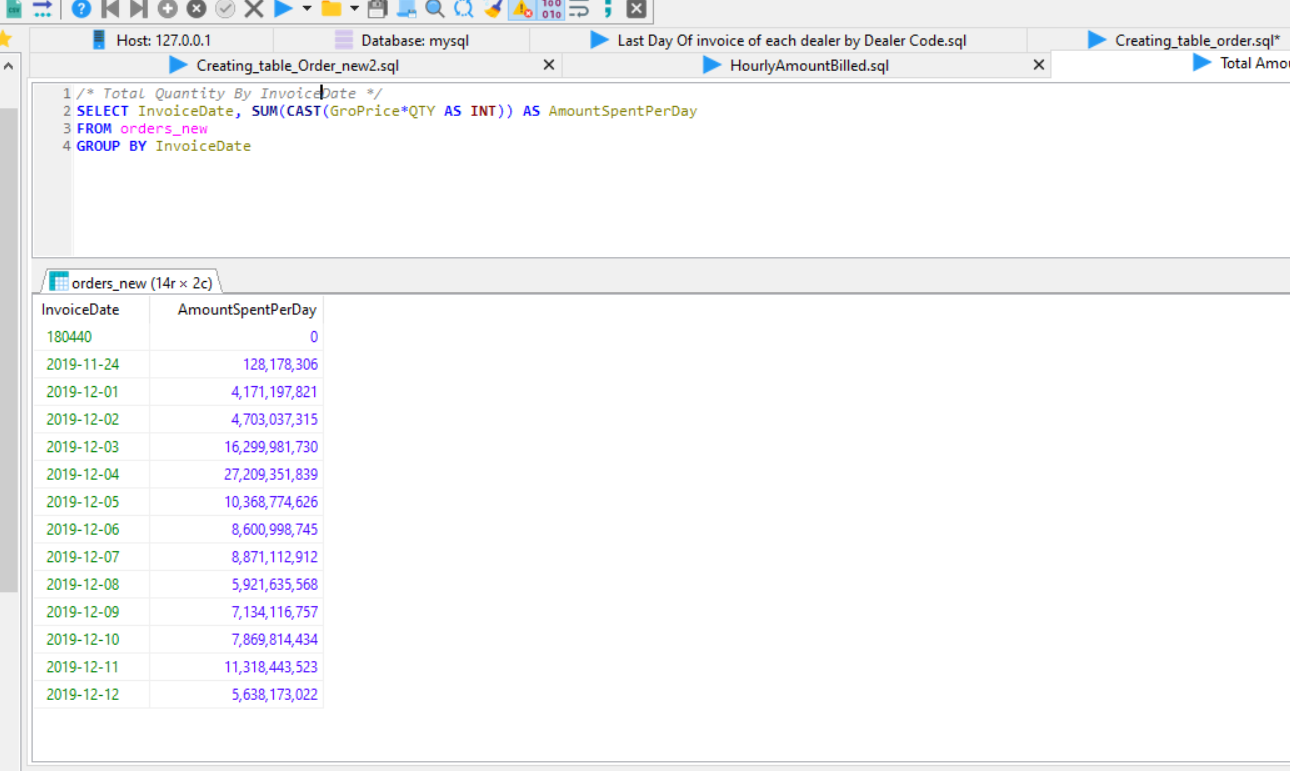 Host: 127.0.0.1 Database: mysql Last Day Of invoice of each dealer by Dealer Code.sql Creating_table_order.sql*
Creating_table_Order_new2.sql HourlyAmountBilled.sql Total Amou
1 /* Total Quantity By InvoiceDate */
2 SELECT InvoiceDate, SUM(CAST(GroPrice*QTY AS INT)) AS AmountSpentPerDay
3 FROM orders_new
4 GROUP BY InvoiceDate
orders_new (14r × 2c)
InvoiceDate AmountSpentPerDay
180440 0
2019-11-24 128,178,306
2019-12-01 4,171,197,821
2019-12-02 4,703,037,315
2019-12-03 16,299,981,730
2019-12-04 27,209,351,839
2019-12-05 10,368,774,626
2019-12-06 8,600,998,745
2019-12-07 8,871,112,912
2019-12-08 5,921,635,568
2019-12-09 7,134,116,757
2019-12-10 7,869,814,434
2019-12-11 11,318,443,523
2019-12-12 5,638,173,022